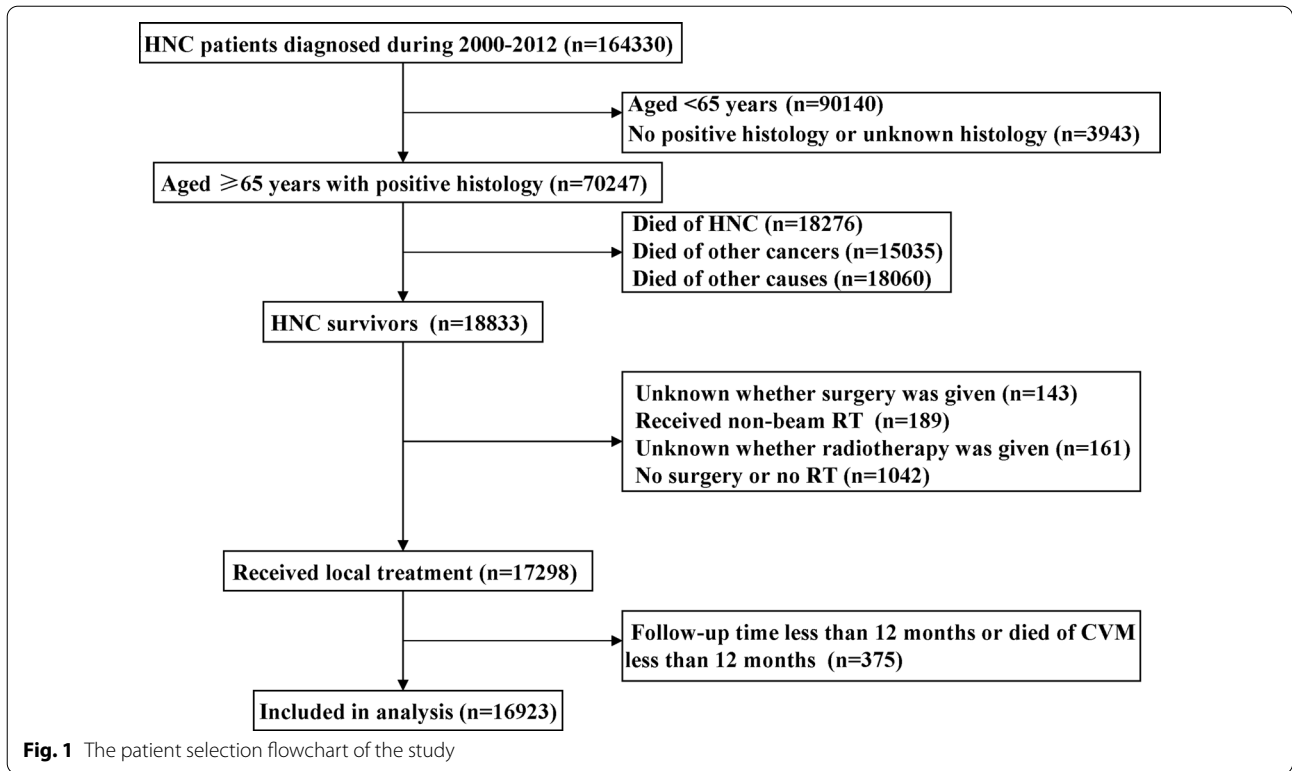 HNC patients diagnosed during 2000-2012 (n=164330)
Aged <65 years (n=90140)
No positive histology or unknown histology (n=3943)
Aged ≥65 years with positive histology (n=70247)
Died of HNC (n=18276)
Died of other cancers (n=15035)
Died of other causes (n=18060)
HNC survivors (n=18833)
Unknown whether surgery was given (n=143)
Received non-beam RT (n=189)
Unknown whether radiotherapy was given (n=161)
No surgery or no RT (n=1042)
Received local treatment (n=17298)
Follow-up time less than 12 months or died of CVM
less than 12 months (n=375)
Included in analysis (n=16923)
Fig. 1 The patient selection flowchart of the study